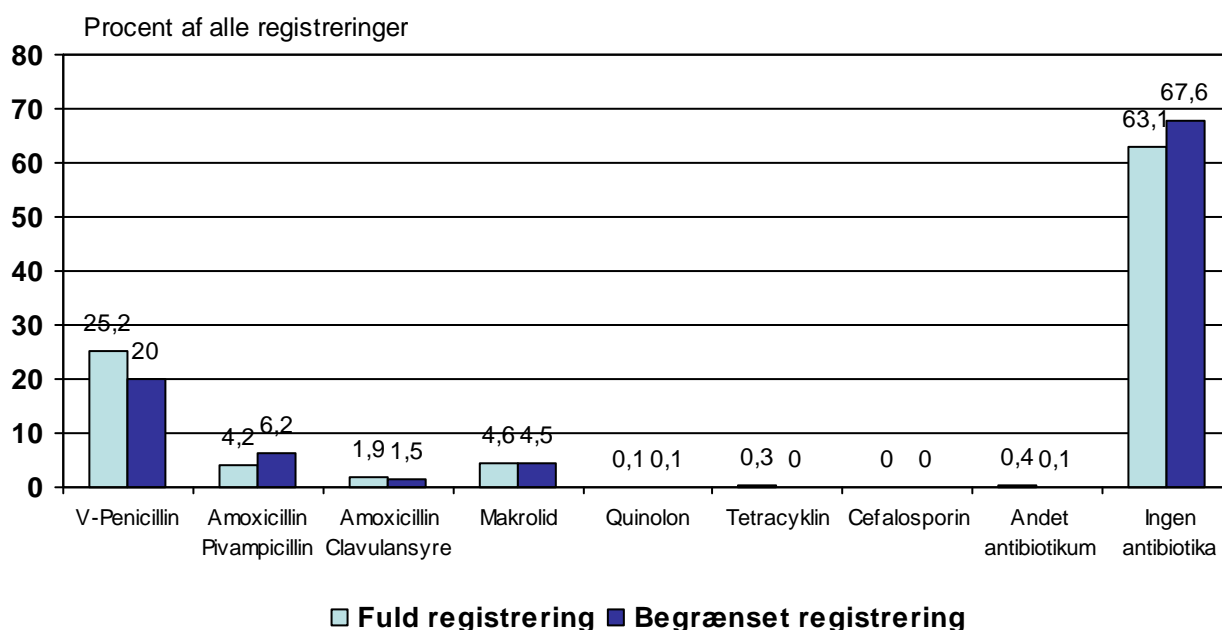 Procent af alle registreringer
80
70
60
50
40
30
20
10
0
25,2
20
4,2
6,2
1,9
1,5
4,6
4,5
0,1
0,1
0,3
0
0
0
0,4
0,1
63,1
67,6
V-Penicillin
Amoxicillin
Pivampicillin
Amoxicillin
Clavulansyre
Makrolid
Quinolon
Tetracyklin
Cefalosporin
Andet
antibiotikum
Ingen
antibiotika
Fuld registrering
Begrænset registrering